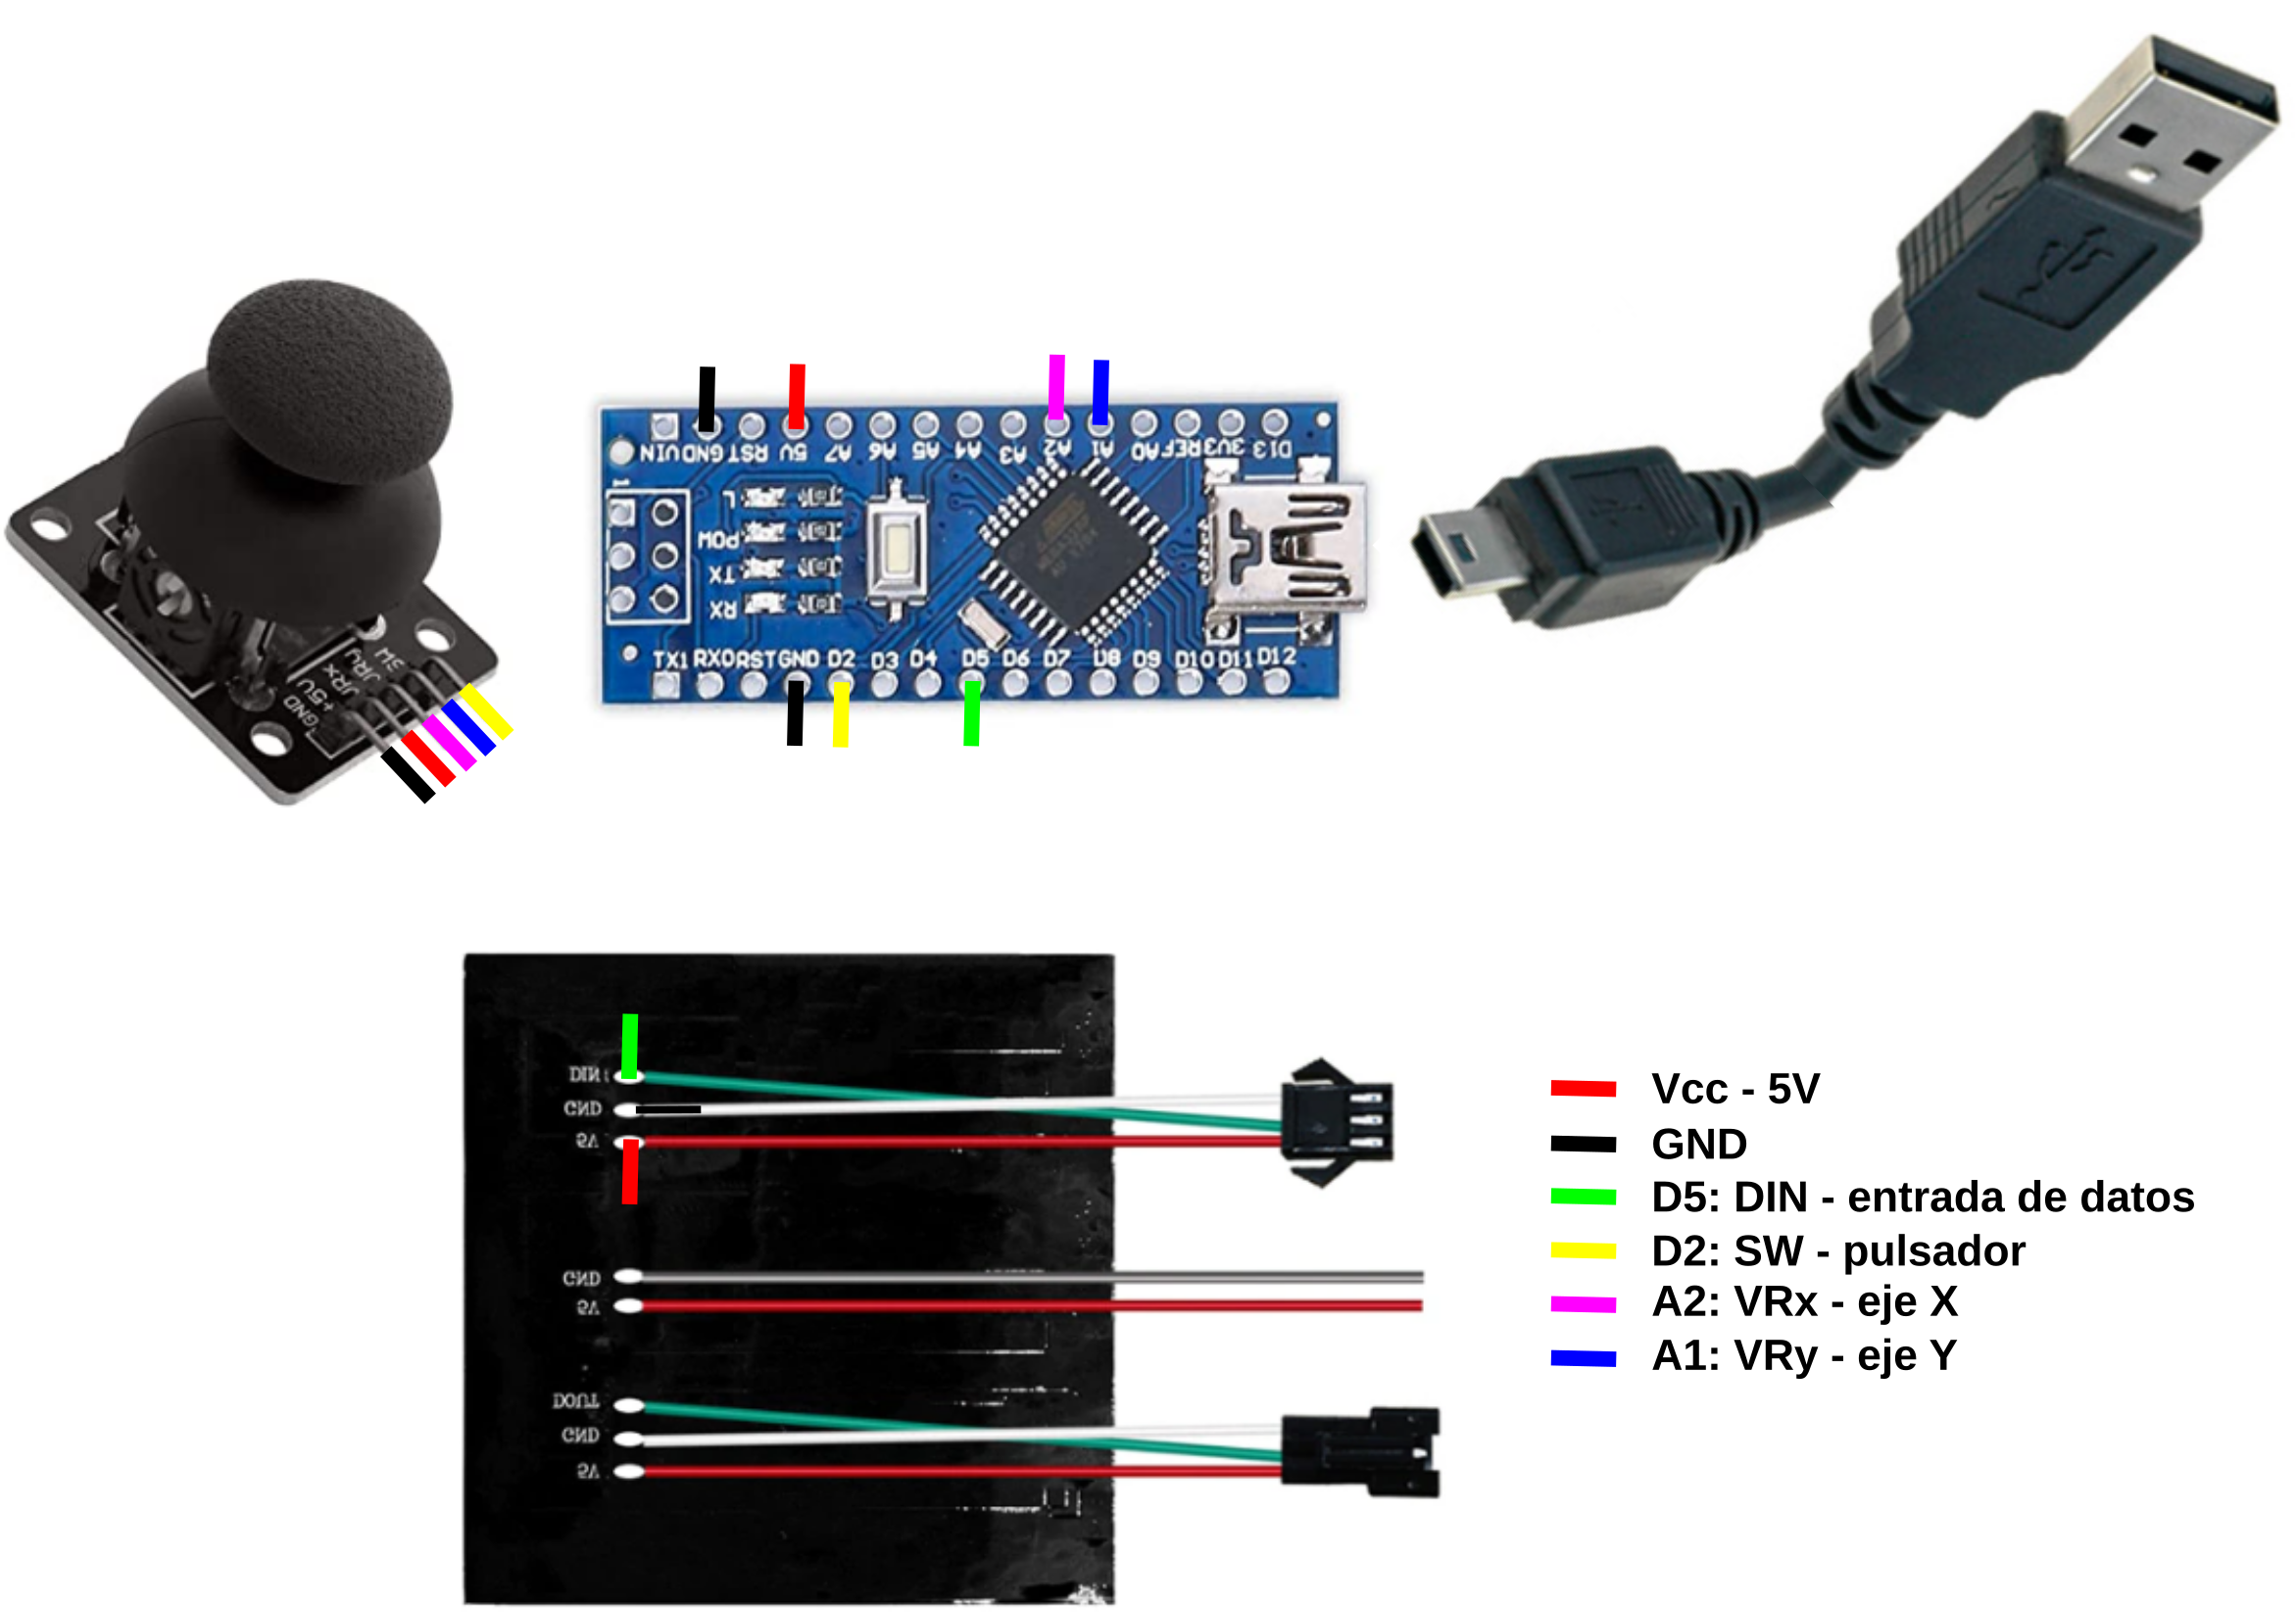 VIN GND RST 5V A7 A6 A5 A4 A3 A2 A1 A0 REF 3V3 D13
1
L
POW
TX
RX
TX1 RX0 RST GND D2 D3 D4 D5 D6 D7 D8 D9 D10 D11 D12
GND
+5V
VRx
VRy
SW
DIN
GND
5V
GND
5V
DOUT
GND
5V
Vcc - 5V
GND
D5: DIN - entrada de datos
D2: SW - pulsador
A2: VRx - eje X
A1: VRy - eje Y